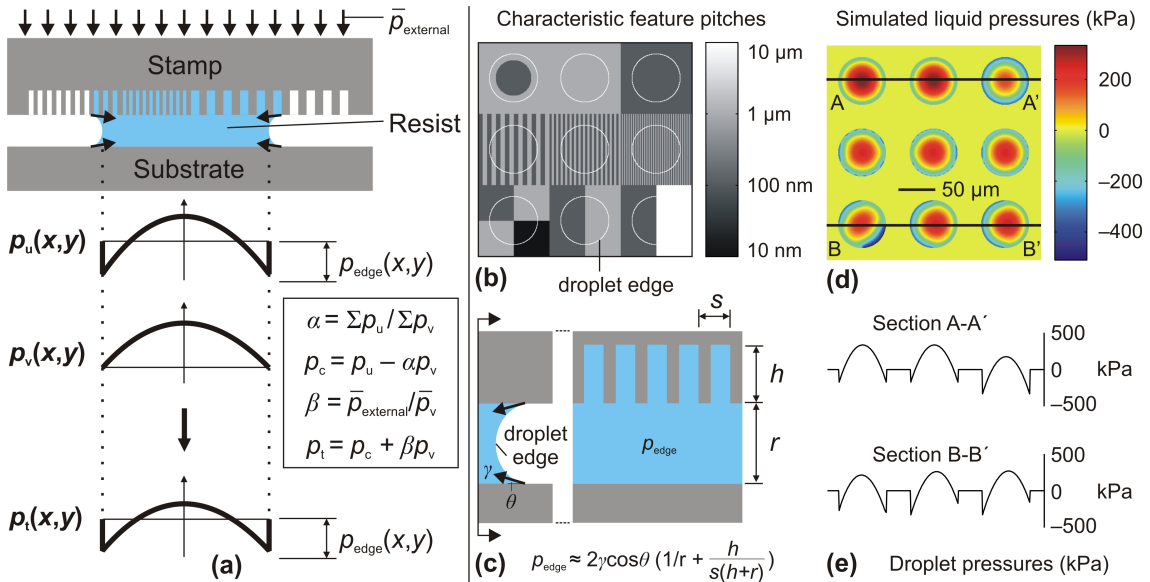 p̅external
Stamp
Resist
Substrate
pu(x,y)
pedge(x,y)
pv(x,y)
α = Σpu / Σpv
pc = pu − αpv
β = p̅external/p̅v
pt = pc + βpv
pt(x,y)
pedge(x,y)
(a)
Characteristic feature pitches
10 µm
1 µm
100 nm
10 nm
(b)
droplet edge
s
h
droplet
edge
pedge
r
γ
θ
(c)
pedge ≈ 2γcosθ (1/r + h/s(h+r))
Simulated liquid pressures (kPa)
A
A'
50 µm
B
B'
200
100
0
−200
−400
(d)
Section A-A´
500
0
kPa
−500
Section B-B´
500
0
kPa
−500
(e)
Droplet pressures (kPa)